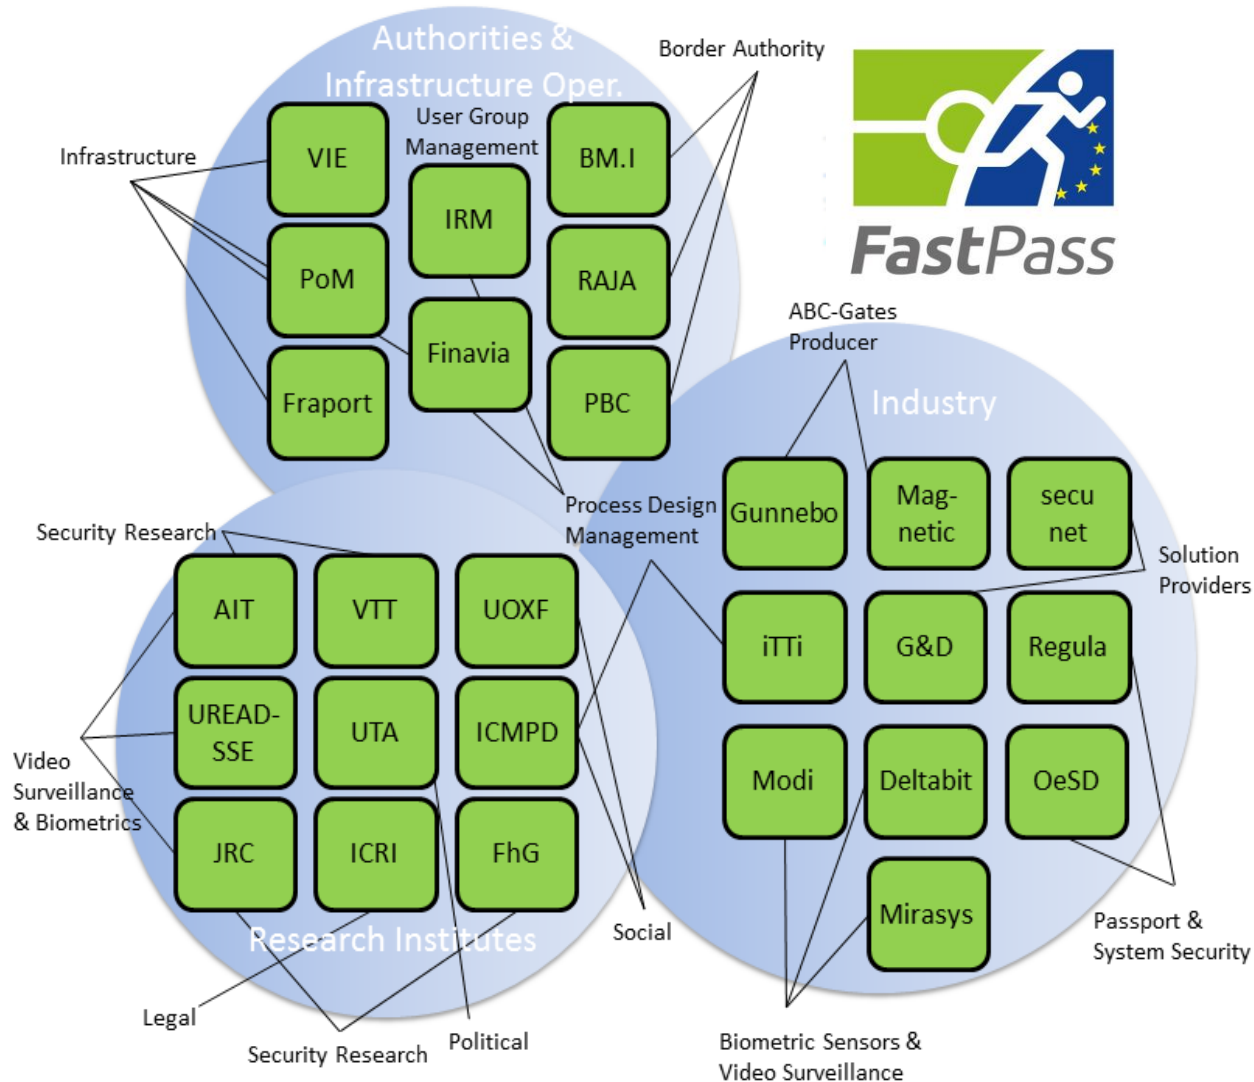 Authorities &
Infrastructure Oper.
Border Authority
User Group
Management
Infrastructure
VIE
IRM
BM.I
PoM
Finavia
RAJA
Fraport
PBC
FastPass
ABC-Gates
Producer
Industry
Gunnebo
Mag-
netic
secu
net
Process Design
Management
Solution
Providers
iTTi
G&D
Regula
Modi
Deltabit
OeSD
Mirasys
Passport &
System Security
Biometric Sensors &
Video Surveillance
Security Research
AIT
VTT
UOXF
UREAD-
SSE
UTA
ICMPD
Video
Surveillance
& Biometrics
JRC
ICRI
FhG
Research Institutes
Social
Legal
Security Research
Political